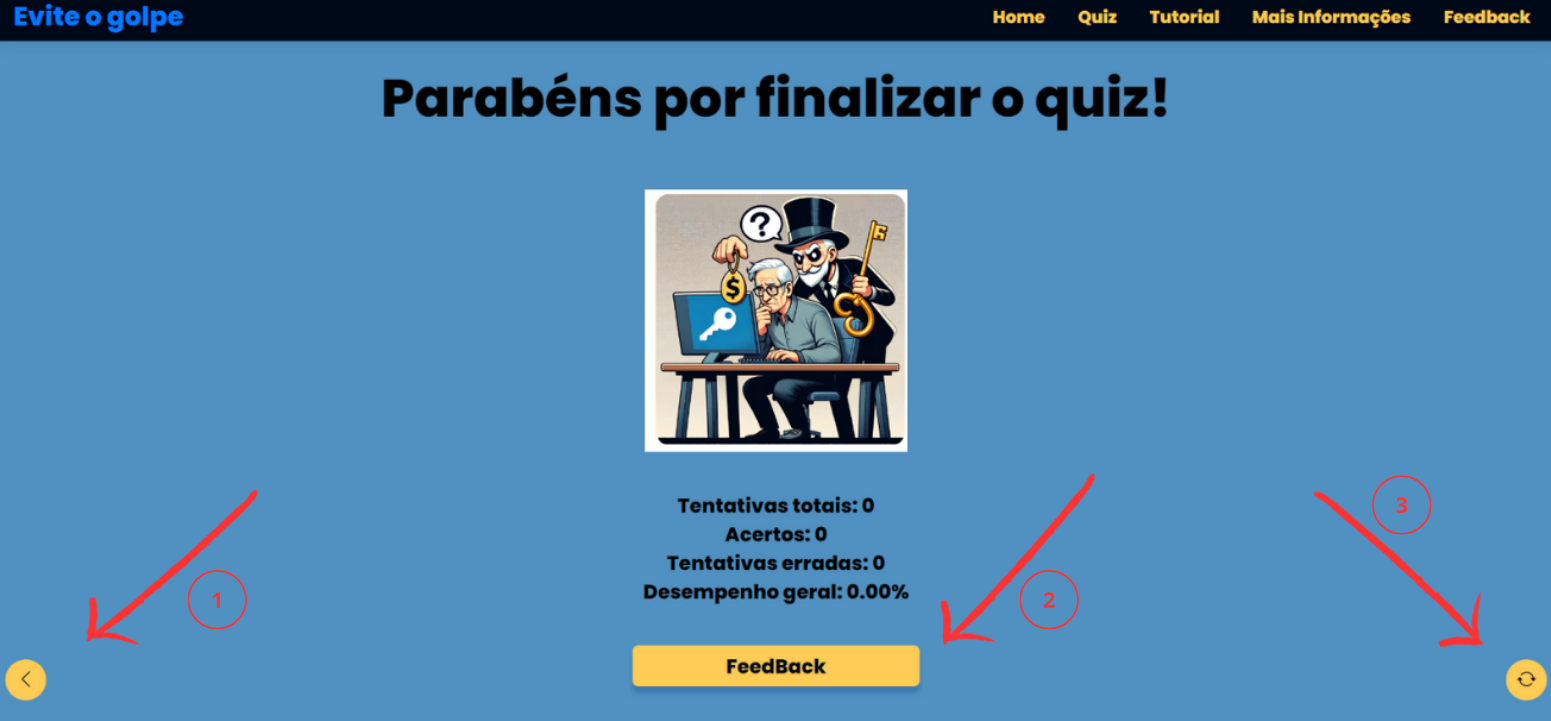 Evite o golpe
Home Quiz Tutorial Mais Informações Feedback
Parabéns por finalizar o quiz!
?
$
Tentativas totais: 0
Acertos: 0
Tentativas erradas: 0
Desempenho geral: 0.00%
1
2
3
FeedBack